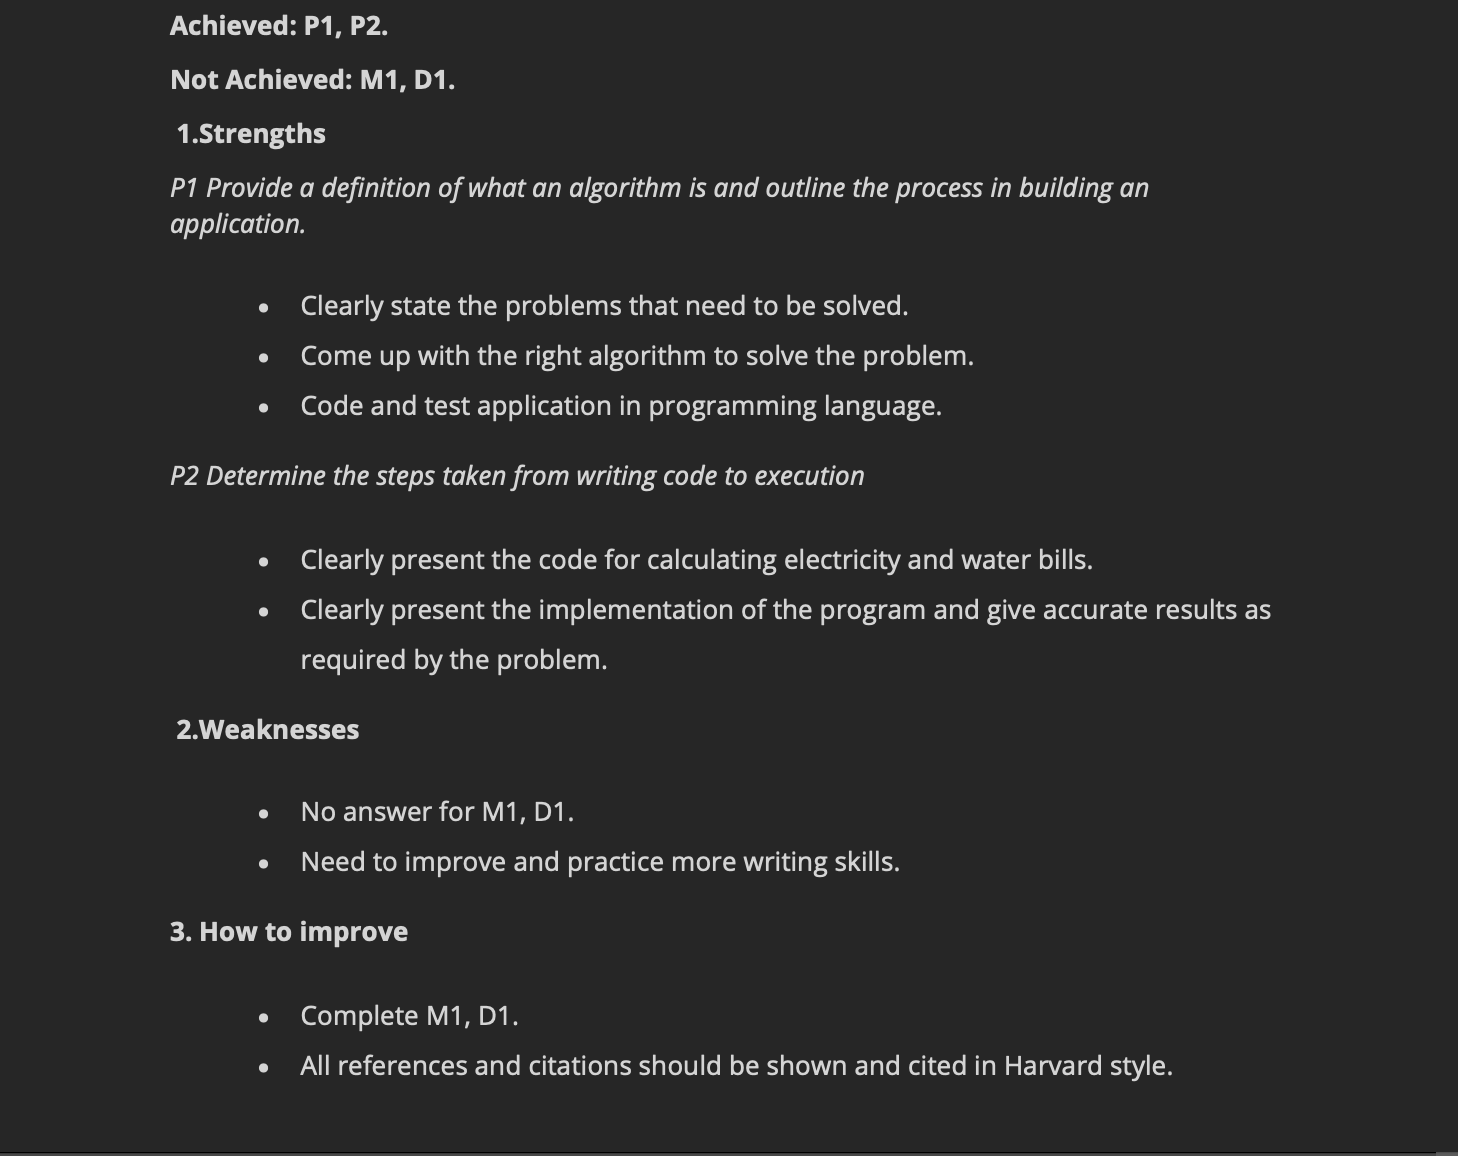 Achieved: P1, P2.
Not Achieved: M1, D1.
1.Strengths
P1 Provide a definition of what an algorithm is and outline the process in building an
application.
• Clearly state the problems that need to be solved.
• Come up with the right algorithm to solve the problem.
• Code and test application in programming language.
P2 Determine the steps taken from writing code to execution
• Clearly present the code for calculating electricity and water bills.
• Clearly present the implementation of the program and give accurate results as
required by the problem.
2.Weaknesses
• No answer for M1, D1.
• Need to improve and practice more writing skills.
3. How to improve
• Complete M1, D1.
• All references and citations should be shown and cited in Harvard style.